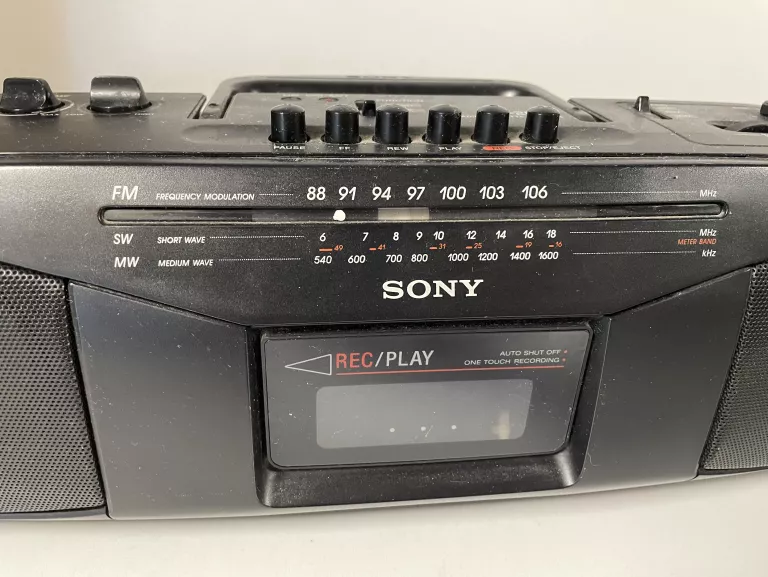 PAUSE FF REW PLAY REC STOP/EJECT
FM FREQUENCY MODULATION 88 91 94 97 100 103 106 MHz
SW SHORT WAVE 6 7 8 9 10 12 14 16 18 MHz
49 41 31 25 19 16 METER BAND
MW MEDIUM WAVE 540 600 700 800 1000 1200 1400 1600 kHz
SONY
REC/PLAY
AUTO SHUT OFF
ONE TOUCH RECORDING